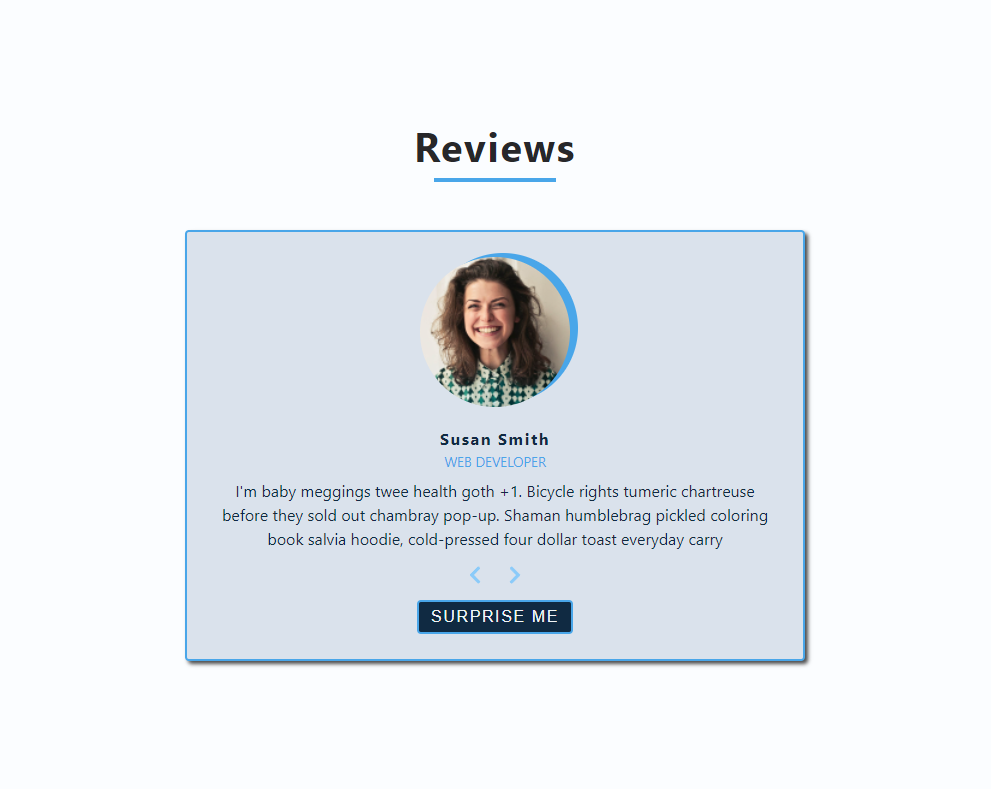 Reviews
Susan Smith
WEB DEVELOPER
I'm baby meggings twee health goth +1. Bicycle rights tumeric chartreuse
before they sold out chambray pop-up. Shaman humblebrag pickled coloring
book salvia hoodie, cold-pressed four dollar toast everyday carry
SURPRISE ME